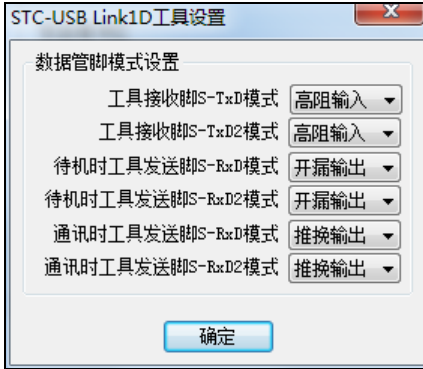 STC-USB Link1D工具设置
数据管脚模式设置
工具接收脚S-TxD模式 高阻输入
工具接收脚S-TxD2模式 高阻输入
待机时工具发送脚S-RxD模式 开漏输出
待机时工具发送脚S-RxD2模式 开漏输出
通讯时工具发送脚S-RxD模式 推挽输出
通讯时工具发送脚S-RxD2模式 推挽输出
确定